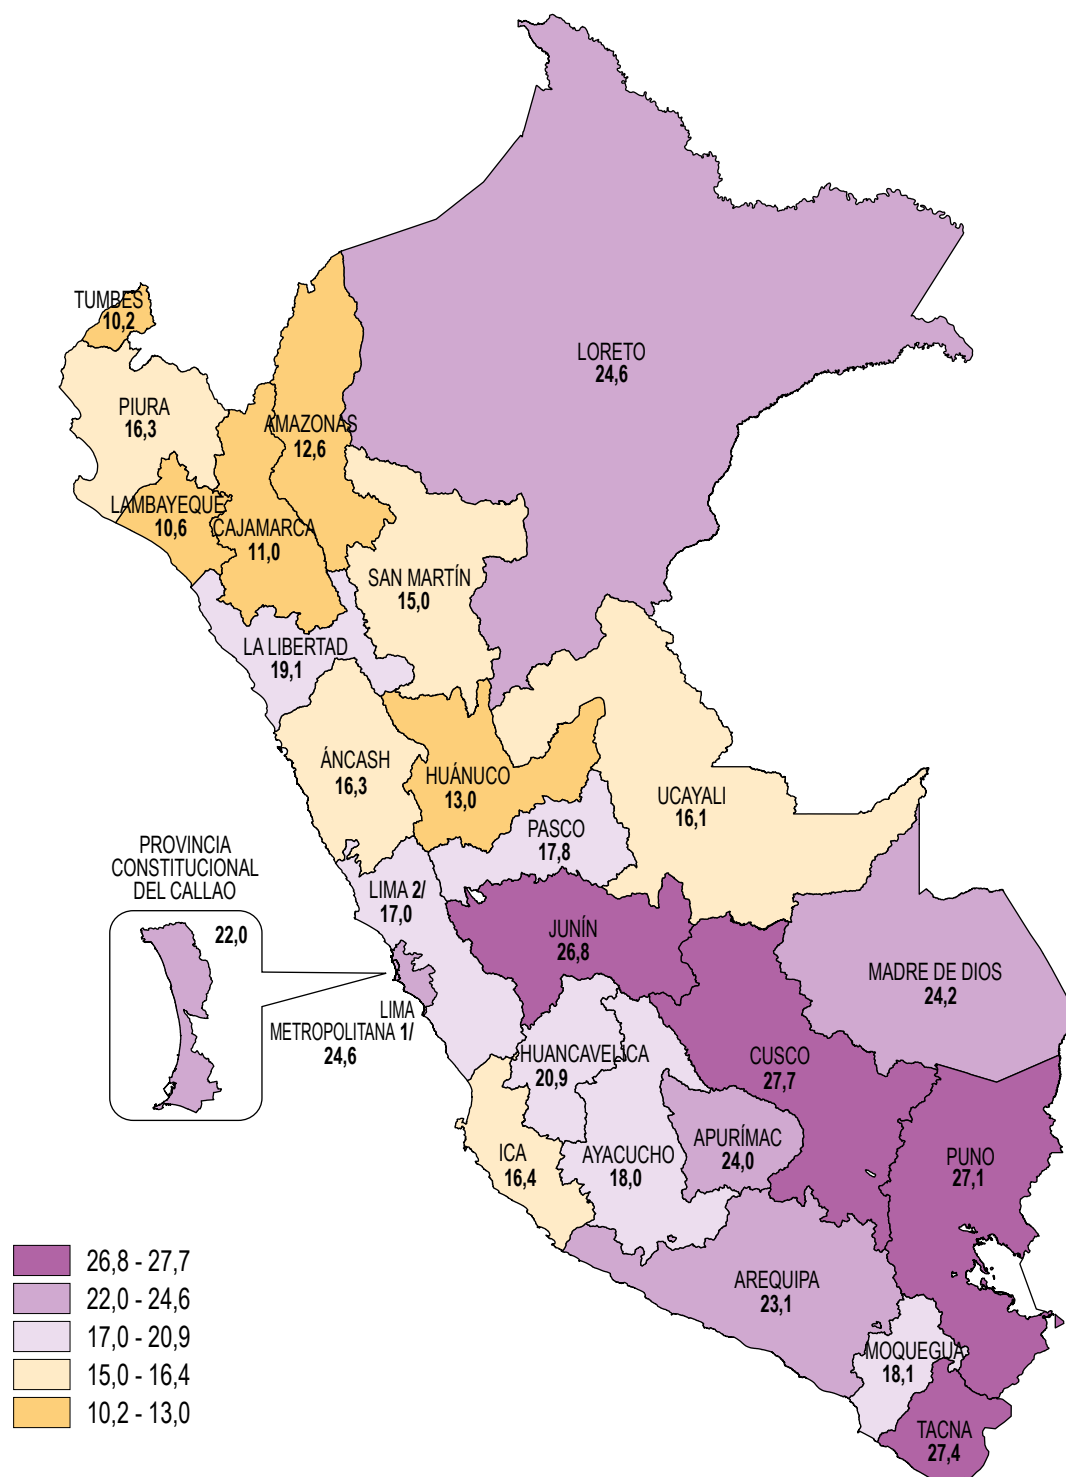 TUMBES
10,2
LORETO
24,6
PIURA
16,3
AMAZONAS
12,6
LAMBAYEQUE
10,6
CAJAMARCA
11,0
SAN MARTÍN
15,0
LA LIBERTAD
19,1
ÁNCASH
16,3
HUÁNUCO
13,0
UCAYALI
16,1
PASCO
17,8
PROVINCIA
CONSTITUCIONAL
DEL CALLAO
22,0
LIMA 2/
17,0
JUNÍN
26,8
MADRE DE DIOS
24,2
LIMA
METROPOLITANA 1/
24,6
HUANCAVELICA
20,9
CUSCO
27,7
ICA
16,4
AYACUCHO
18,0
APURÍMAC
24,0
PUNO
27,1
AREQUIPA
23,1
MOQUEGUA
18,1
TACNA
27,4
26,8 - 27,7
22,0 - 24,6
17,0 - 20,9
15,0 - 16,4
10,2 - 13,0